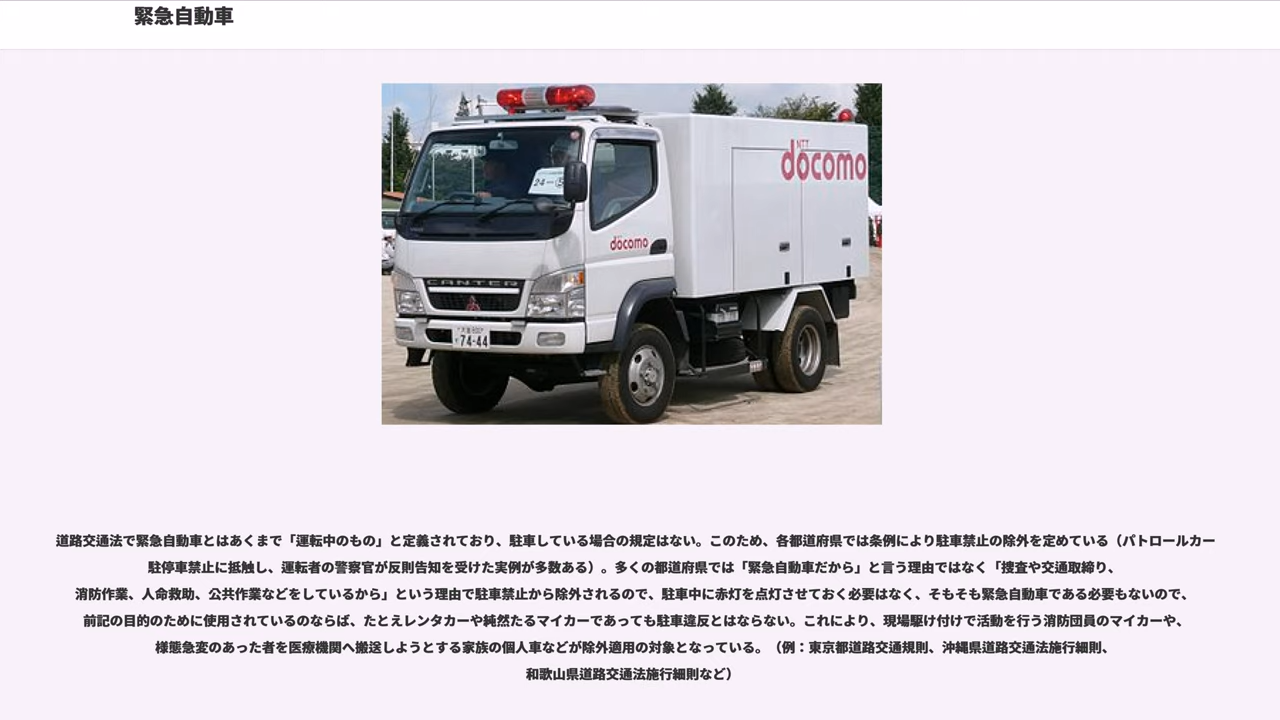 緊急自動車
NTT
docomo
24-
docomo
CANTER
74-44
道路交通法で緊急自動車とはあくまで「運転中のもの」と定義されており、駐車している場合の規定はない。このため、各都道府県では条例により駐車禁止の除外を定めている（パトロールカー
駐停車禁止に抵触し、運転者の警察官が反則告知を受けた実例が多数ある）。多くの都道府県では「緊急自動車だから」と言う理由ではなく「捜査や交通取締り、
消防作業、人命救助、公共作業などをしているから」という理由で駐車禁止から除外されるので、駐車中に赤灯を点灯させておく必要はなく、そもそも緊急自動車である必要もないので、
前記の目的のために使用されているのならば、たとえレンタカーや純然たるマイカーであっても駐車違反とはならない。これにより、現場駆け付けで活動を行う消防団員のマイカーや、
様態急変のあった者を医療機関へ搬送しようとする家族の個人車などが除外適用の対象となっている。（例：東京都道路交通規則、沖縄県道路交通法施行細則、
和歌山県道路交通法施行細則など）